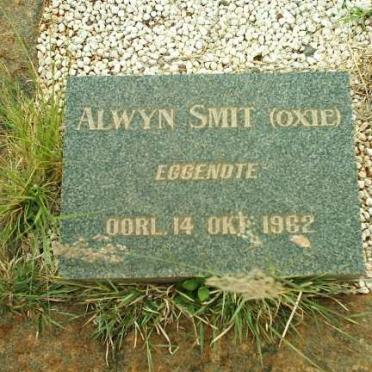 ALWYN SMIT (OXIE)
EGGENOTE
OORL. 14 OKT. 1962